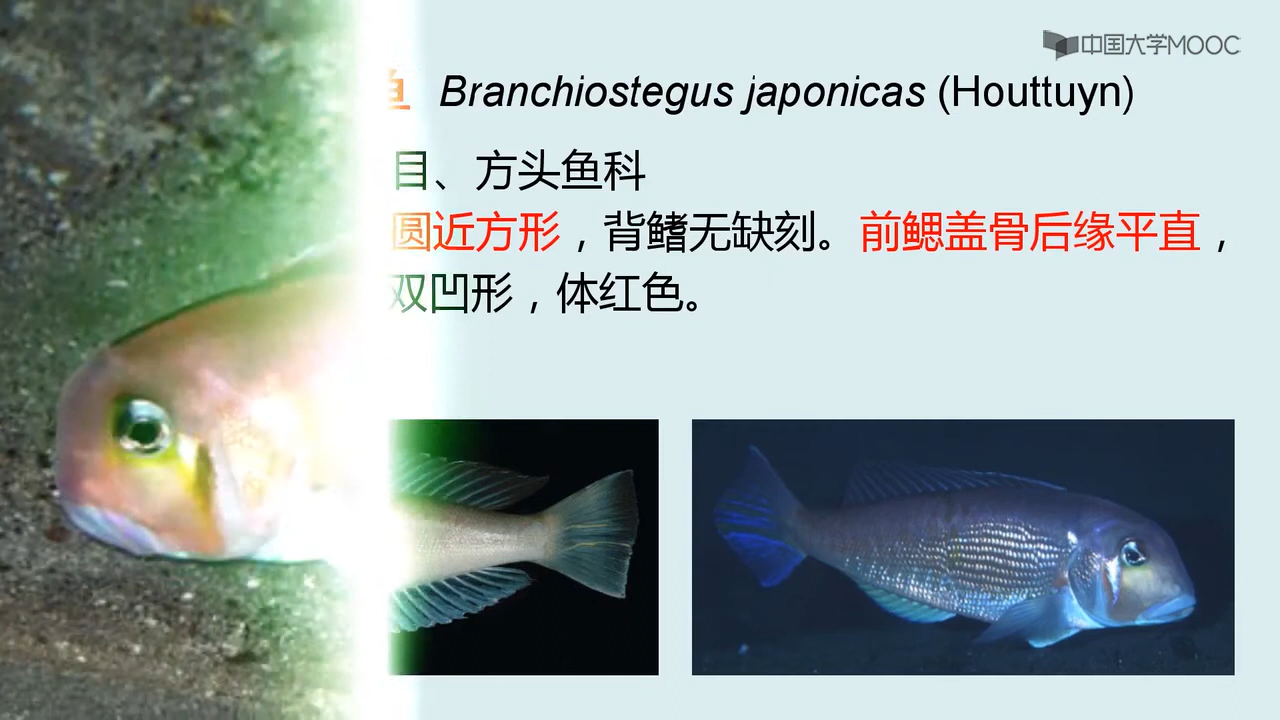 中国大学MOOC
鱼 Branchiostegus japonicas (Houttuyn)
目、方头鱼科
圆近方形，背鳍无缺刻。前鳃盖骨后缘平直，
双凹形，体红色。